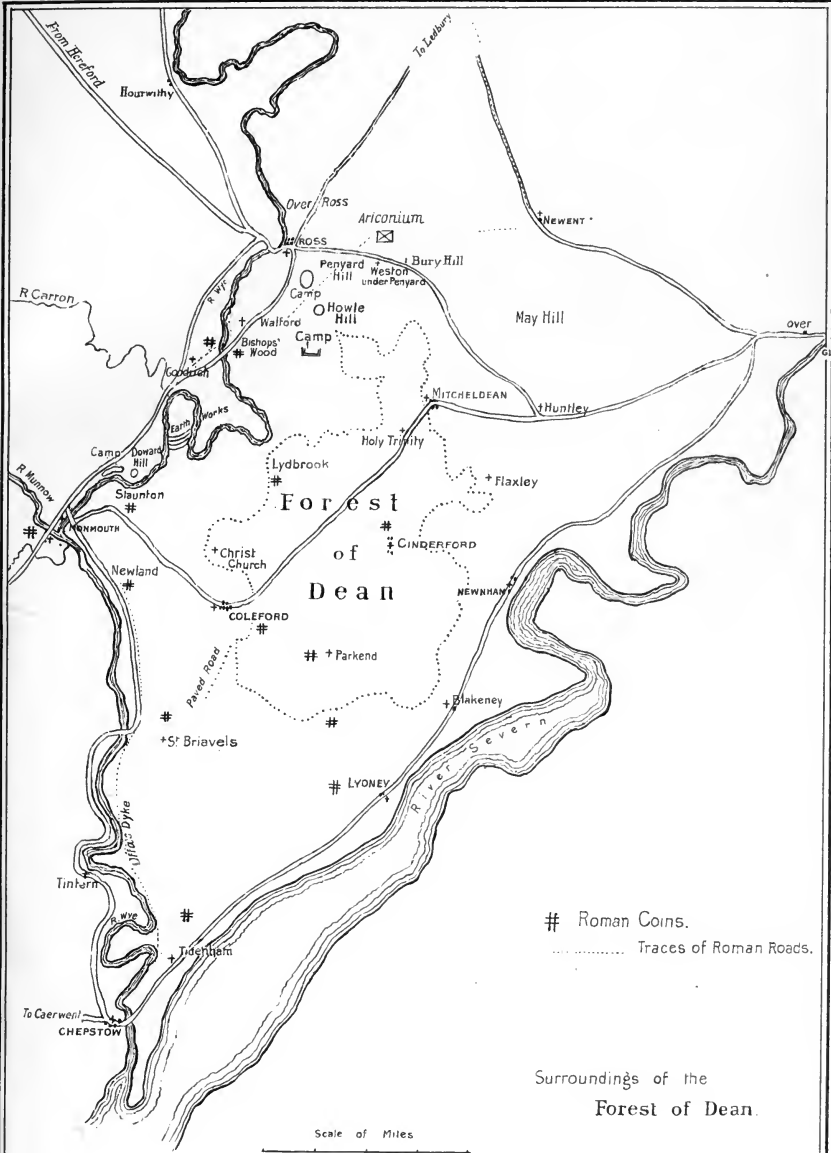 From Hereford
Hourwithy
To Ledbury
Over Ross
Ariconium
NEWENT
ROSS
Bury Hill
Penyard
Hill
Weston
under Penyard
Camp
R Wye
R Carron
Howle
Hill
May Hill
over
Walford
Bishops'
Wood
Camp
Goodrich
MITCHELDEAN
Huntley
Earth Works
Camp
Doward
Hill
Holy Trinity
R Munnow
Lydbrook
Flaxley
Staunton
Forest
MONMOUTH
Christ
Church
of
CINDERFORD
Newland
Dean
NEWNHAM
COLEFORD
Parkend
Paved Road
Blakeney
St Briavels
River Severn
LYDNEY
Offa's Dyke
Tintern
R. Wye
# Roman Coins.
............. Traces of Roman Roads.
Tidenham
To Caerwent
CHEPSTOW
Surroundings of the
Forest of Dean.
Scale of Miles